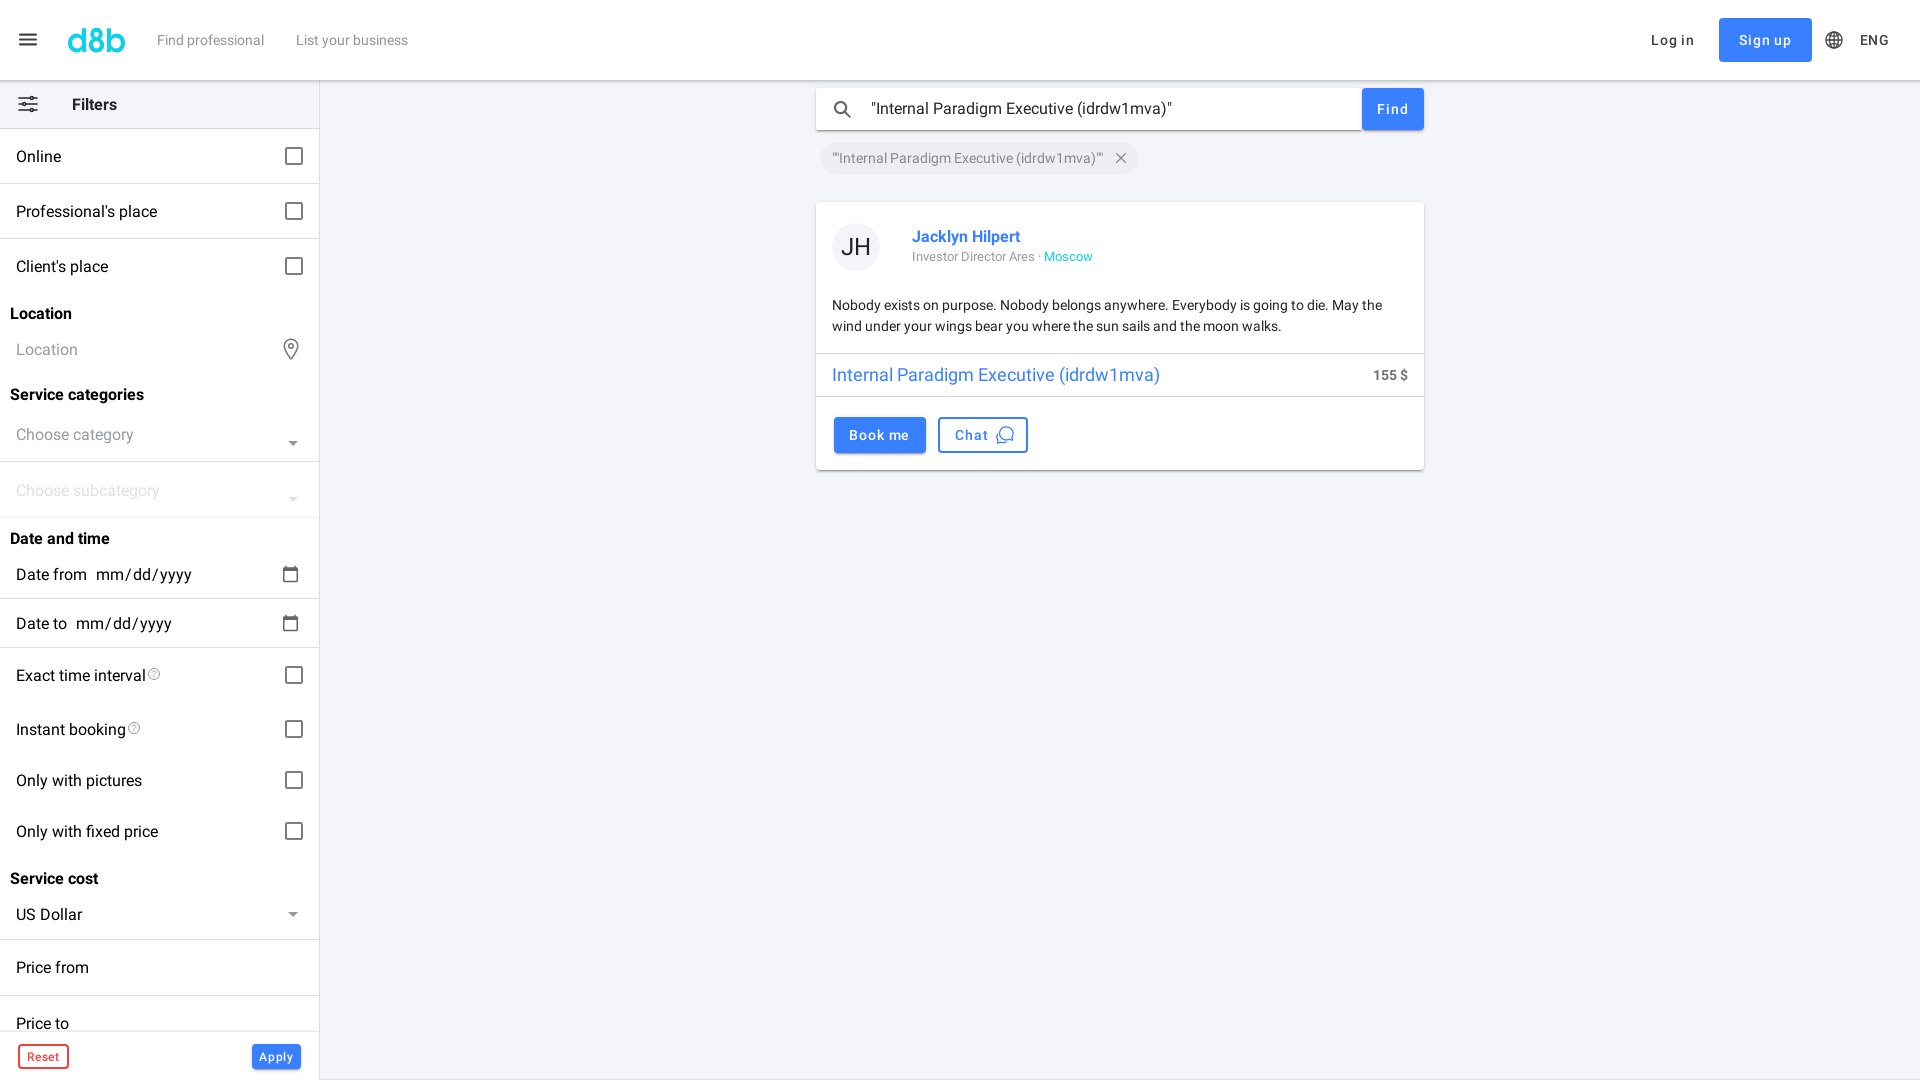 d8b
Find professional
List your business
Log in
Sign up
ENG
Filters
Online
Professional's place
Client's place
Location
Location
Service categories
Choose category
Choose subcategory
Date and time
Date from mm/dd/yyyy
Date to mm/dd/yyyy
Exact time interval
Instant booking
Only with pictures
Only with fixed price
Service cost
US Dollar
Price from
Price to
Reset
Apply
"Internal Paradigm Executive (idrdw1mva)"
Find
""Internal Paradigm Executive (idrdw1mva)""
JH
Jacklyn Hilpert
Investor Director Ares · Moscow
Nobody exists on purpose. Nobody belongs anywhere. Everybody is going to die. May the
wind under your wings bear you where the sun sails and the moon walks.
Internal Paradigm Executive (idrdw1mva)
155 $
Book me
Chat